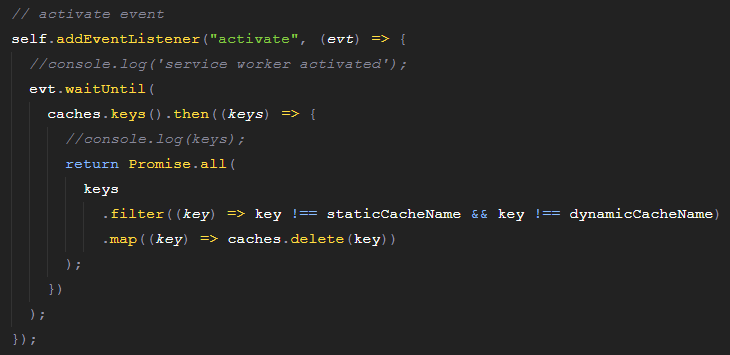 // activate event
self.addEventListener("activate", (evt) => {
  //console.log('service worker activated');
  evt.waitUntil(
    caches.keys().then((keys) => {
      //console.log(keys);
      return Promise.all(
        keys
          .filter((key) => key !== staticCacheName && key !== dynamicCacheName)
          .map((key) => caches.delete(key))
      );
    })
  );
});